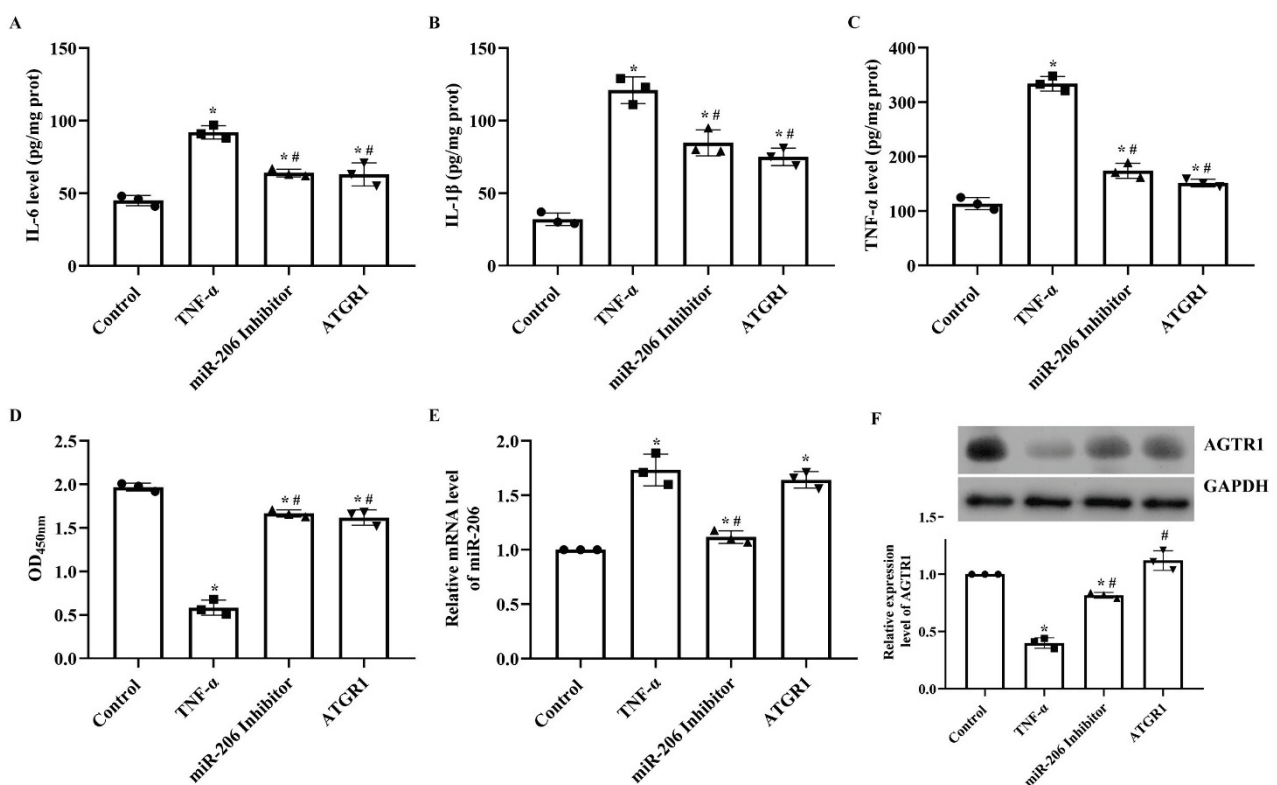 A
IL-6 level (pg/mg prot)
150
100
50
0
*
* #
* #
Control
TNF-α
miR-206 Inhibitor
ATGR1
B
IL-1β (pg/mg prot)
150
100
50
0
*
* #
* #
Control
TNF-α
miR-206 Inhibitor
ATGR1
C
TNF-α level (pg/mg prot)
400
300
200
100
0
*
* #
* #
Control
TNF-α
miR-206 Inhibitor
ATGR1
D
OD450nm
2.5
2.0
1.5
1.0
0.5
0.0
*
* #
* #
Control
TNF-α
miR-206 Inhibitor
ATGR1
E
Relative mRNA level
of miR-206
2.0
1.5
1.0
0.5
0.0
*
* #
*
Control
TNF-α
miR-206 Inhibitor
ATGR1
F
AGTR1
GAPDH
Relative expression
level of AGTR1
1.5
1.0
0.5
0.0
*
* #
#
Control
TNF-α
miR-206 Inhibitor
ATGR1